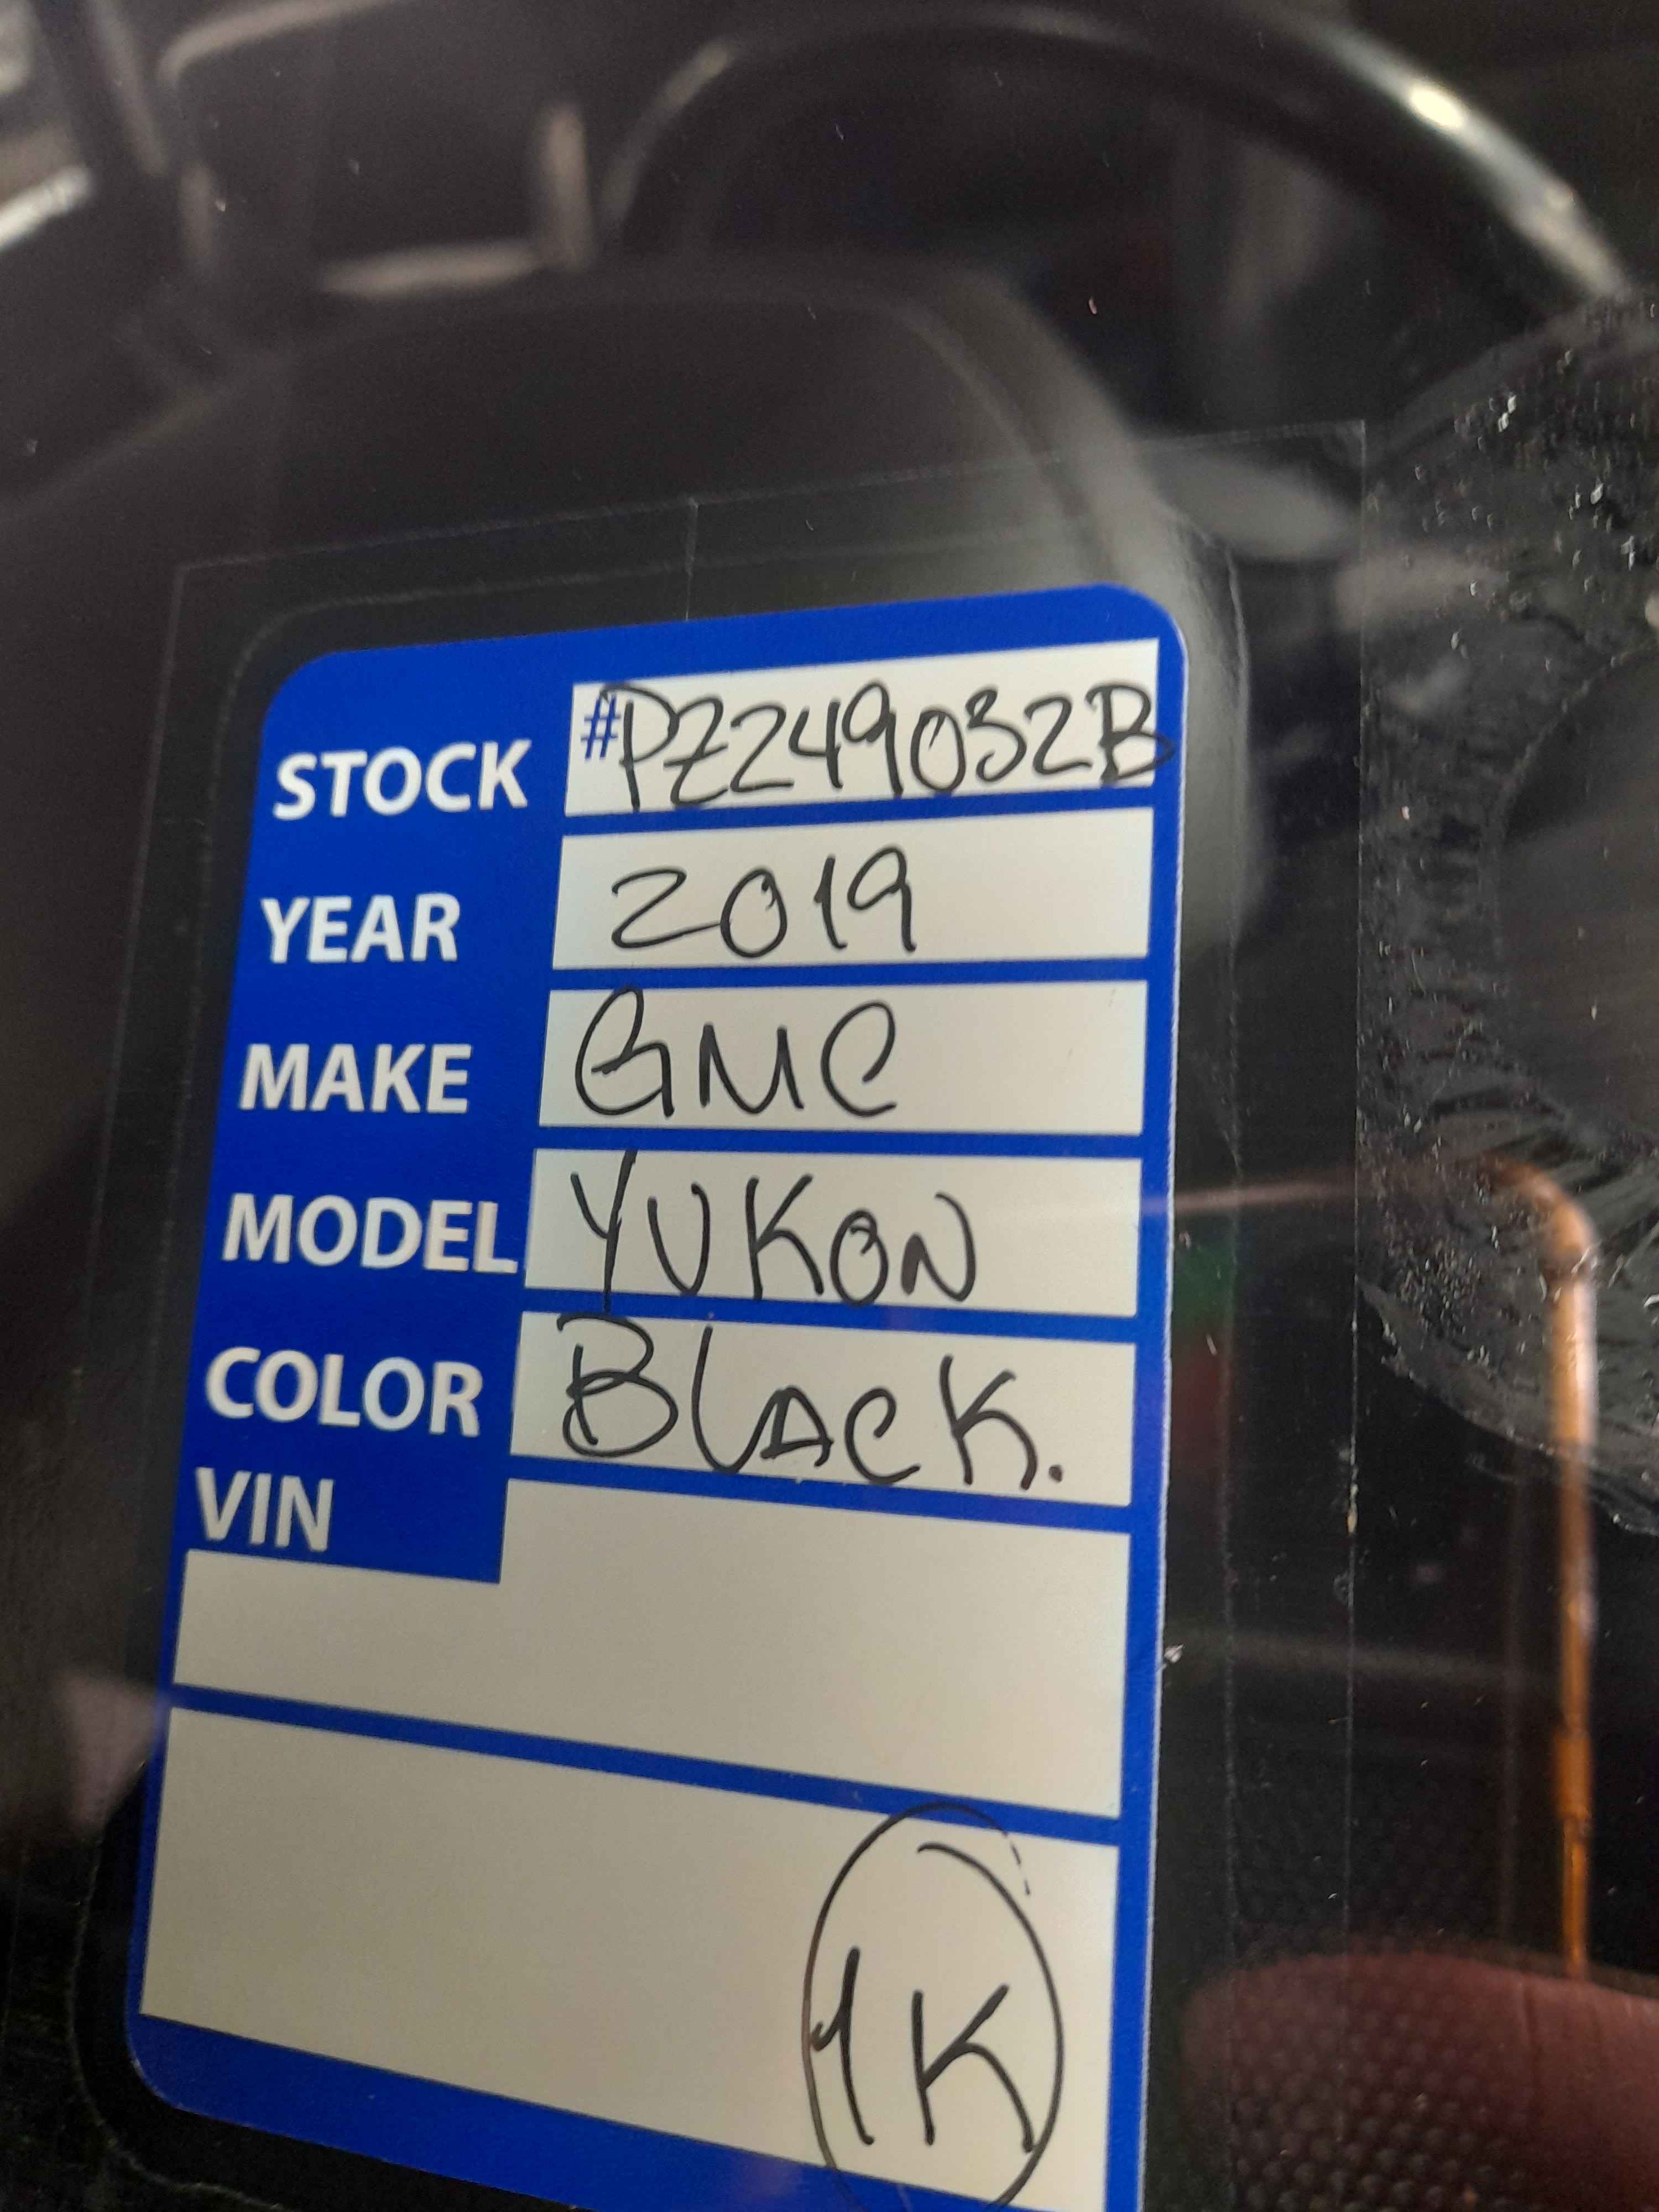 STOCK #PZ249032B
YEAR 2019
MAKE GMC
MODEL YUKON
COLOR BLACK.
VIN
1K